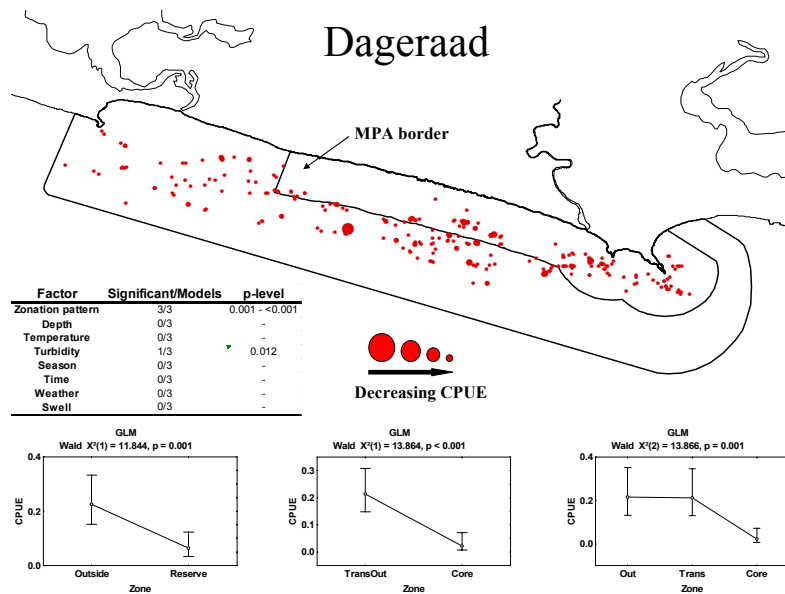 Dageraad
MPA border
Factor Significant/Models p-level
Zonation pattern 3/3 0.001 - <0.001
Depth 0/3 -
Temperature 0/3 -
Turbidity 1/3 0.012
Season 0/3 -
Time 0/3 -
Weather 0/3 -
Swell 0/3 -
Decreasing CPUE
GLM
Wald X²(1) = 11.844, p = 0.001
0.4
0.2
0.0
CPUE
Outside Reserve
Zone
GLM
Wald X²(1) = 13.864, p < 0.001
0.3
0.2
0.1
0.0
CPUE
TransOut Core
Zone
GLM
Wald X²(2) = 13.866, p = 0.001
0.4
0.2
0.0
CPUE
Out Trans Core
Zone